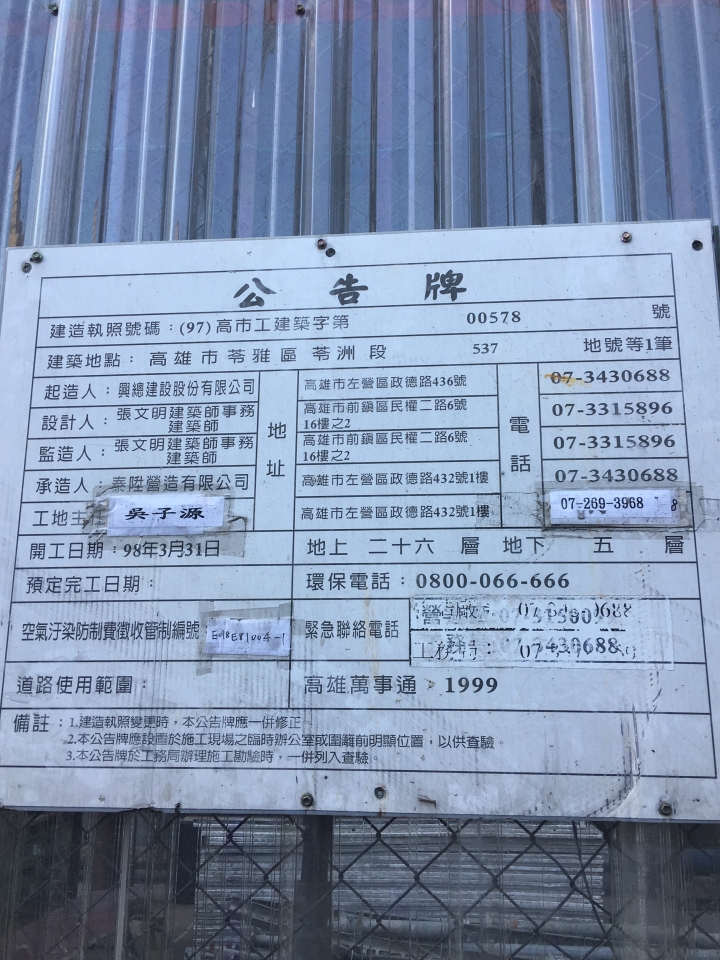 公告牌
建造執照號碼:(97)高市工建築字第 00578 號
建築地點: 高雄市苓雅區 苓洲段 537 地號等1筆
起造人:興總建設股份有限公司 地址 高雄市左營區政德路436號 電話 07-3430688
設計人:張文明建築師事務 高雄市前鎮區民權二路6號 07-3315896
建築師 16樓之2
監造人:張文明建築師事務 高雄市前鎮區民權二路6號 07-3315896
建築師 16樓之2
承造人:泰陞營造有限公司 高雄市左營區政德路432號1樓 07-3430688
工地主 吳子源 高雄市左營區政德路432號1樓 07-269-3968
開工日期:98年3月31日 地上 二十六 層 地下 五 層
預定完工日期: 環保電話:0800-066-666
空氣汙染防制費徵收管制編號 E98E81004-1 緊急聯絡電話
道路使用範圍: 高雄萬事通:1999
備註:1.建造執照變更時,本公告牌應一併修正。
2.本公告牌應設置於施工現場之臨時辦公室或圍籬前明顯位置,以供查驗。
3.本公告牌於工務局辦理施工勘驗時,一併列入查驗。